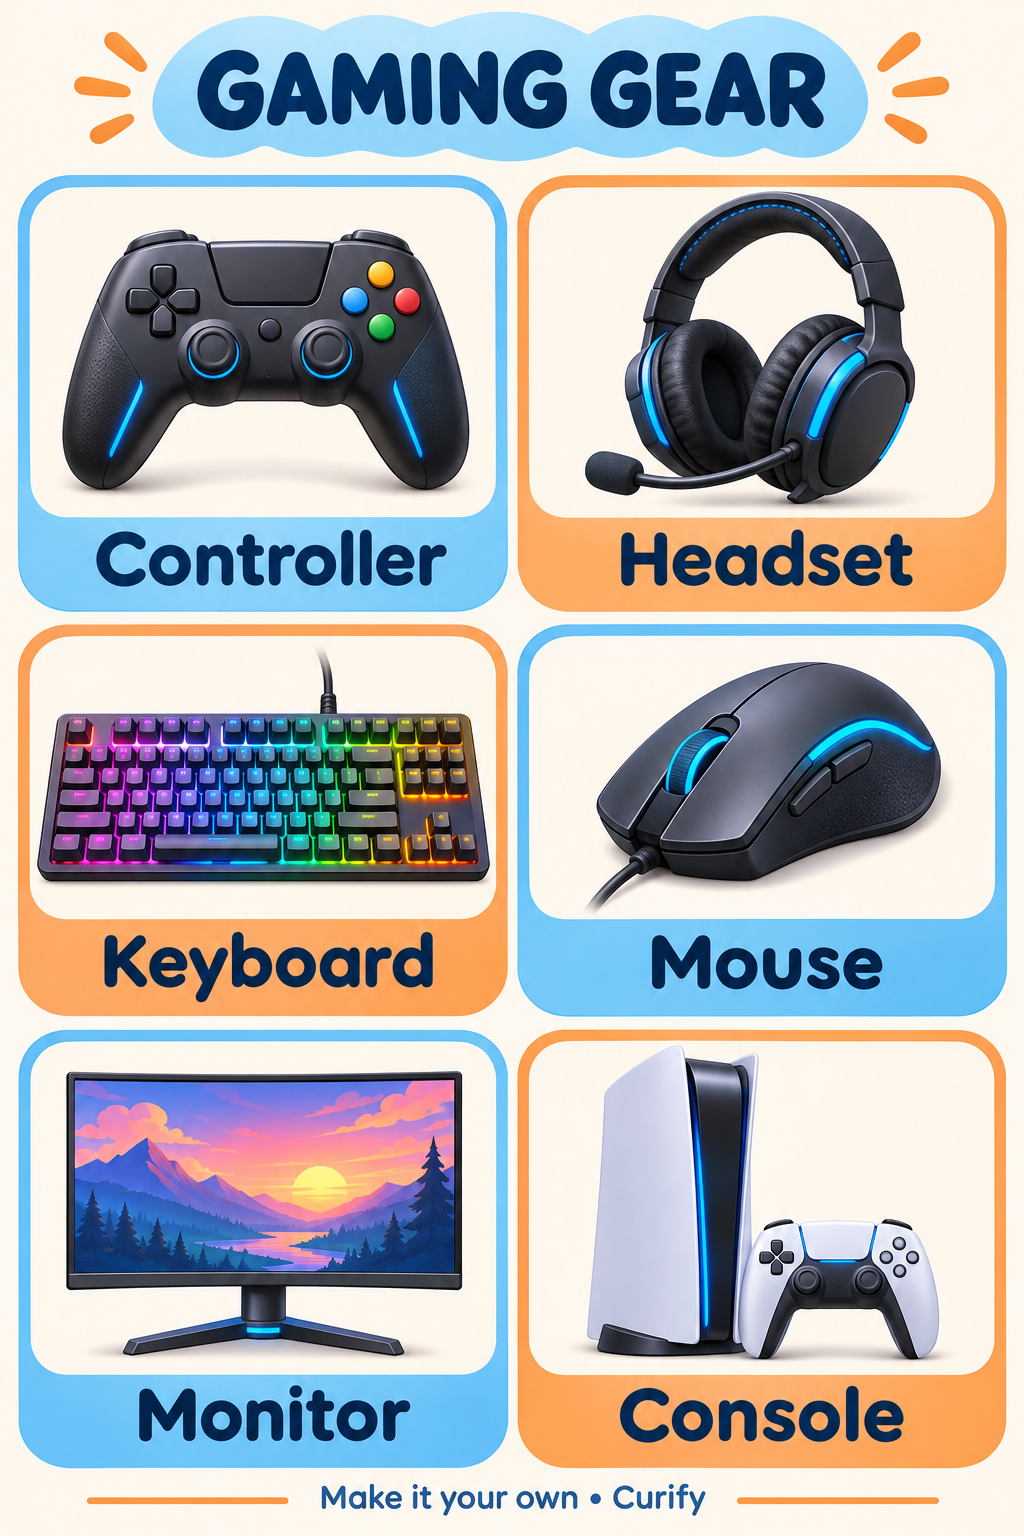 GAMING GEAR
Controller
Headset
Keyboard
Mouse
Monitor
Console
Make it your own • Curify